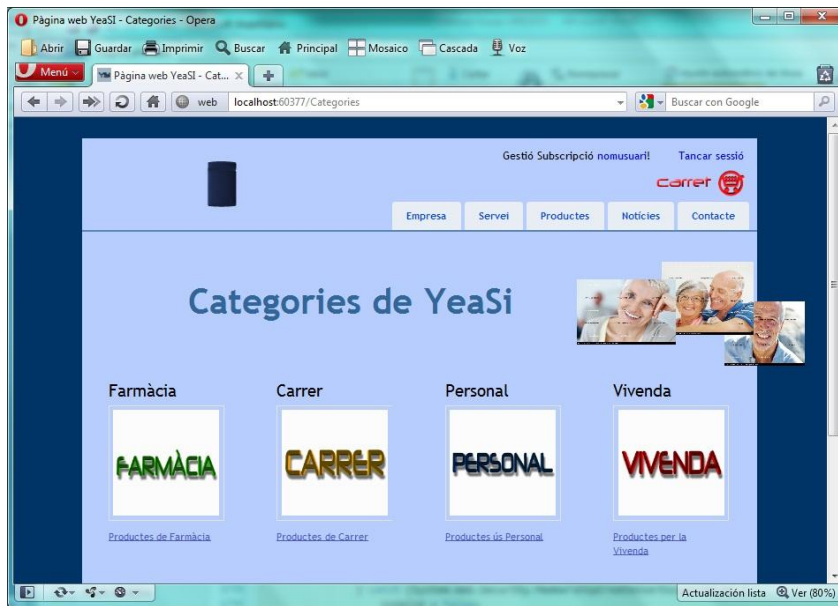 Pàgina web YeaSI - Categories - Opera
Abrir Guardar Imprimir Buscar Principal Mosaico Cascada Voz
Menú Pàgina web YeaSI - Cat...
web localhost:60377/Categories Buscar con Google
Gestió Subscripció nomusuari! Tancar sessió
carret
Empresa Servei Productes Notícies Contacte
Categories de YeaSi
Farmàcia Carrer Personal Vivenda
FARMÀCIA CARRER PERSONAL VIVENDA
Productes de Farmàcia Productes de Carrer Productes ús Personal Productes per la
Vivenda
Actualización lista Ver (80%)